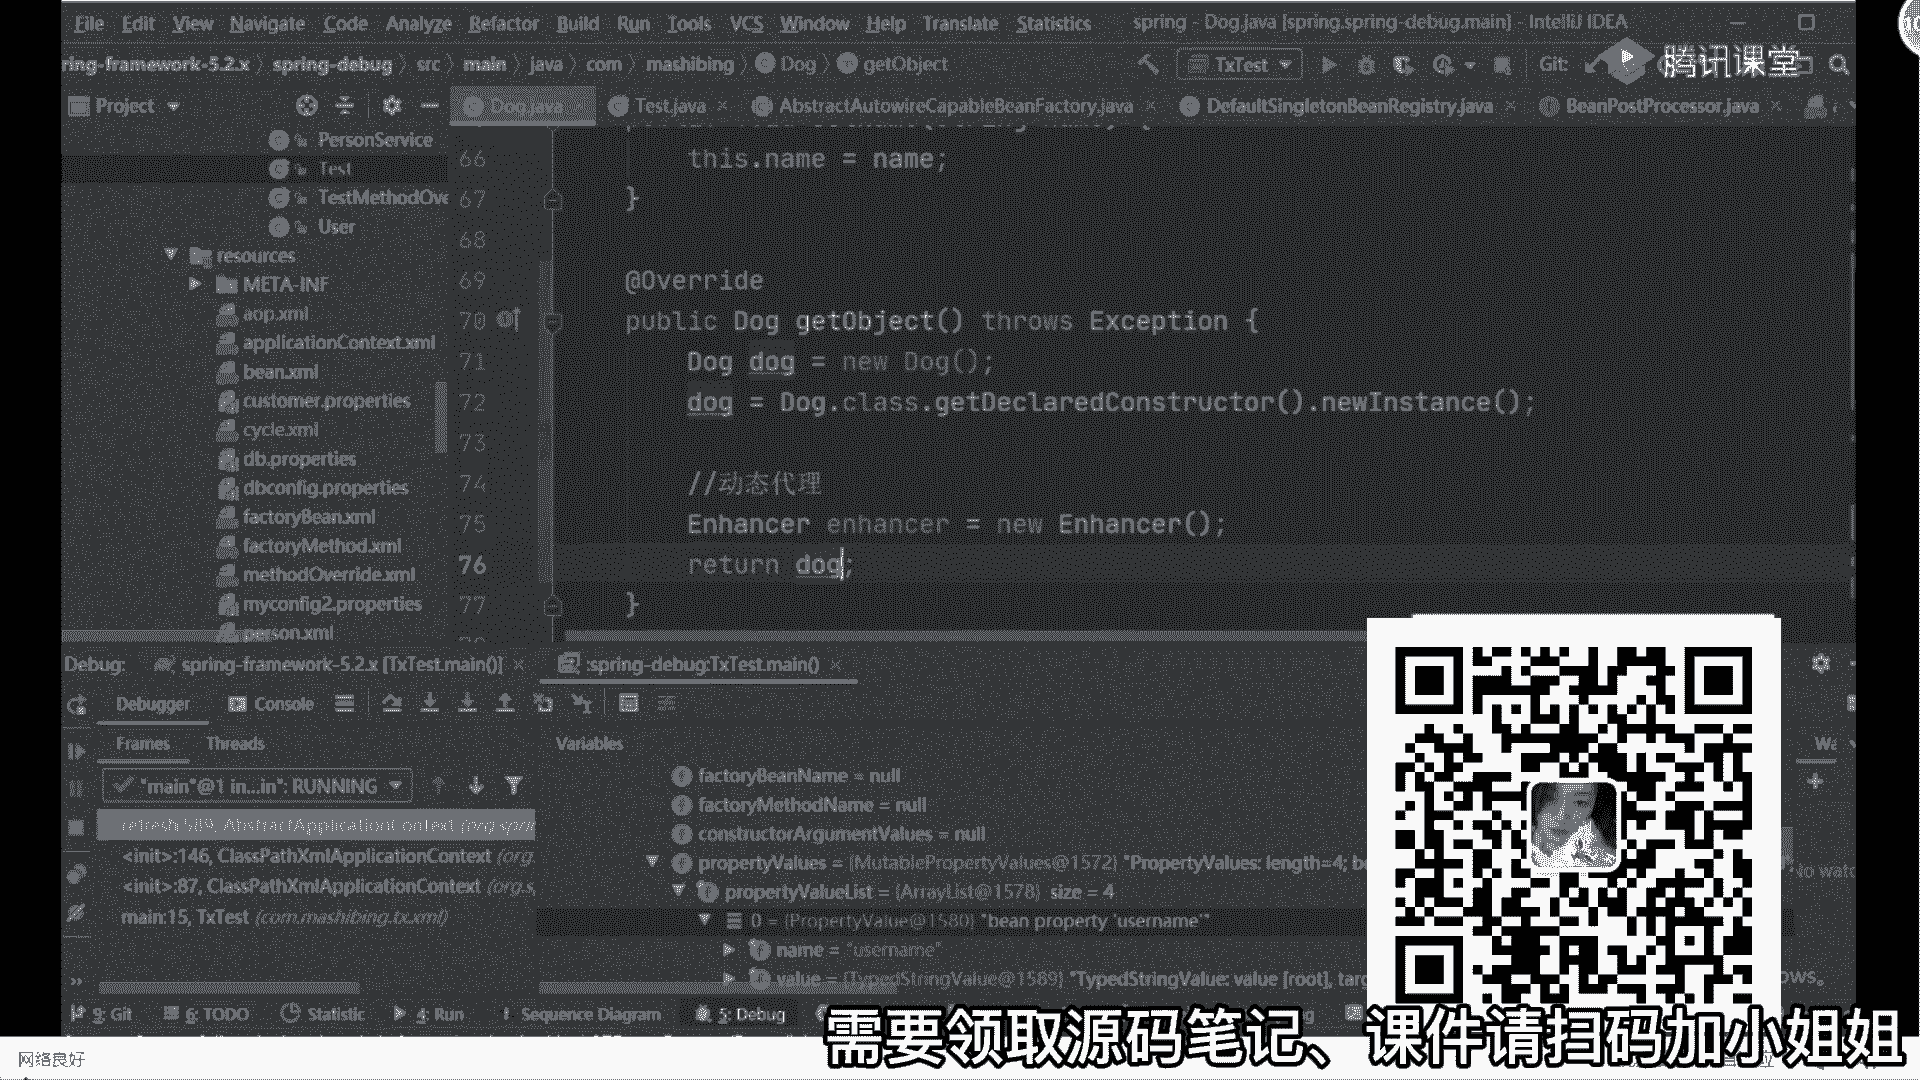 File Edit View Navigate Code Analyze Refactor Build Run Tools VCS Window Help Translate Statistics spring - Dog.java [spring.spring-debug.main] - IntelliJ IDEA
ring-framework-5.2.x spring-debug src main java com mashibing Dog getObject TxTest Git: 腾讯课堂
Project Dog.java Test.java AbstractAutowireCapableBeanFactory.java DefaultSingletonBeanRegistry.java BeanPostProcessor.java
PersonService
Test
TestMethodOve
User
resources
META-INF
aop.xml
applicationContext.xml
bean.xml
customer.properties
cycle.xml
db.properties
dbconfig.properties
factoryBean.xml
factoryMethod.xml
methodOverride.xml
myconfig2.properties
person.xml
66 this.name = name;
67 }
68
69 @Override
70 public Dog getObject() throws Exception {
71 Dog dog = new Dog();
72 dog = Dog.class.getDeclaredConstructor().newInstance();
73
74 //动态代理
75 Enhancer enhancer = new Enhancer();
76 return dog;
77 }
Debug: spring-framework-5.2.x [TxTest.main()] :spring-debug:TxTest.main()
Debugger Console
Frames Threads Variables
"main"@1 in...in": RUNNING
refresh:589, AbstractApplicationContext (org.spri
<init>:146, ClassPathXmlApplicationContext (org.
<init>:87, ClassPathXmlApplicationContext (org.s
main:15, TxTest (com.mashibing.tx.xml)
factoryBeanName = null
factoryMethodName = null
constructorArgumentValues = null
propertyValues = {MutablePropertyValues@1572} "PropertyValues: length=4; be
propertyValueList = {ArrayList@1578} size = 4
0 = {PropertyValue@1580} "bean property 'username'"
name = "username"
value = {TypedStringValue@1589} "TypedStringValue: value [root], targ
9: Git 6: TODO Statistic 4: Run Sequence Diagram 5: Debug
需要领取源码笔记、课件请扫码加小姐姐
网络良好